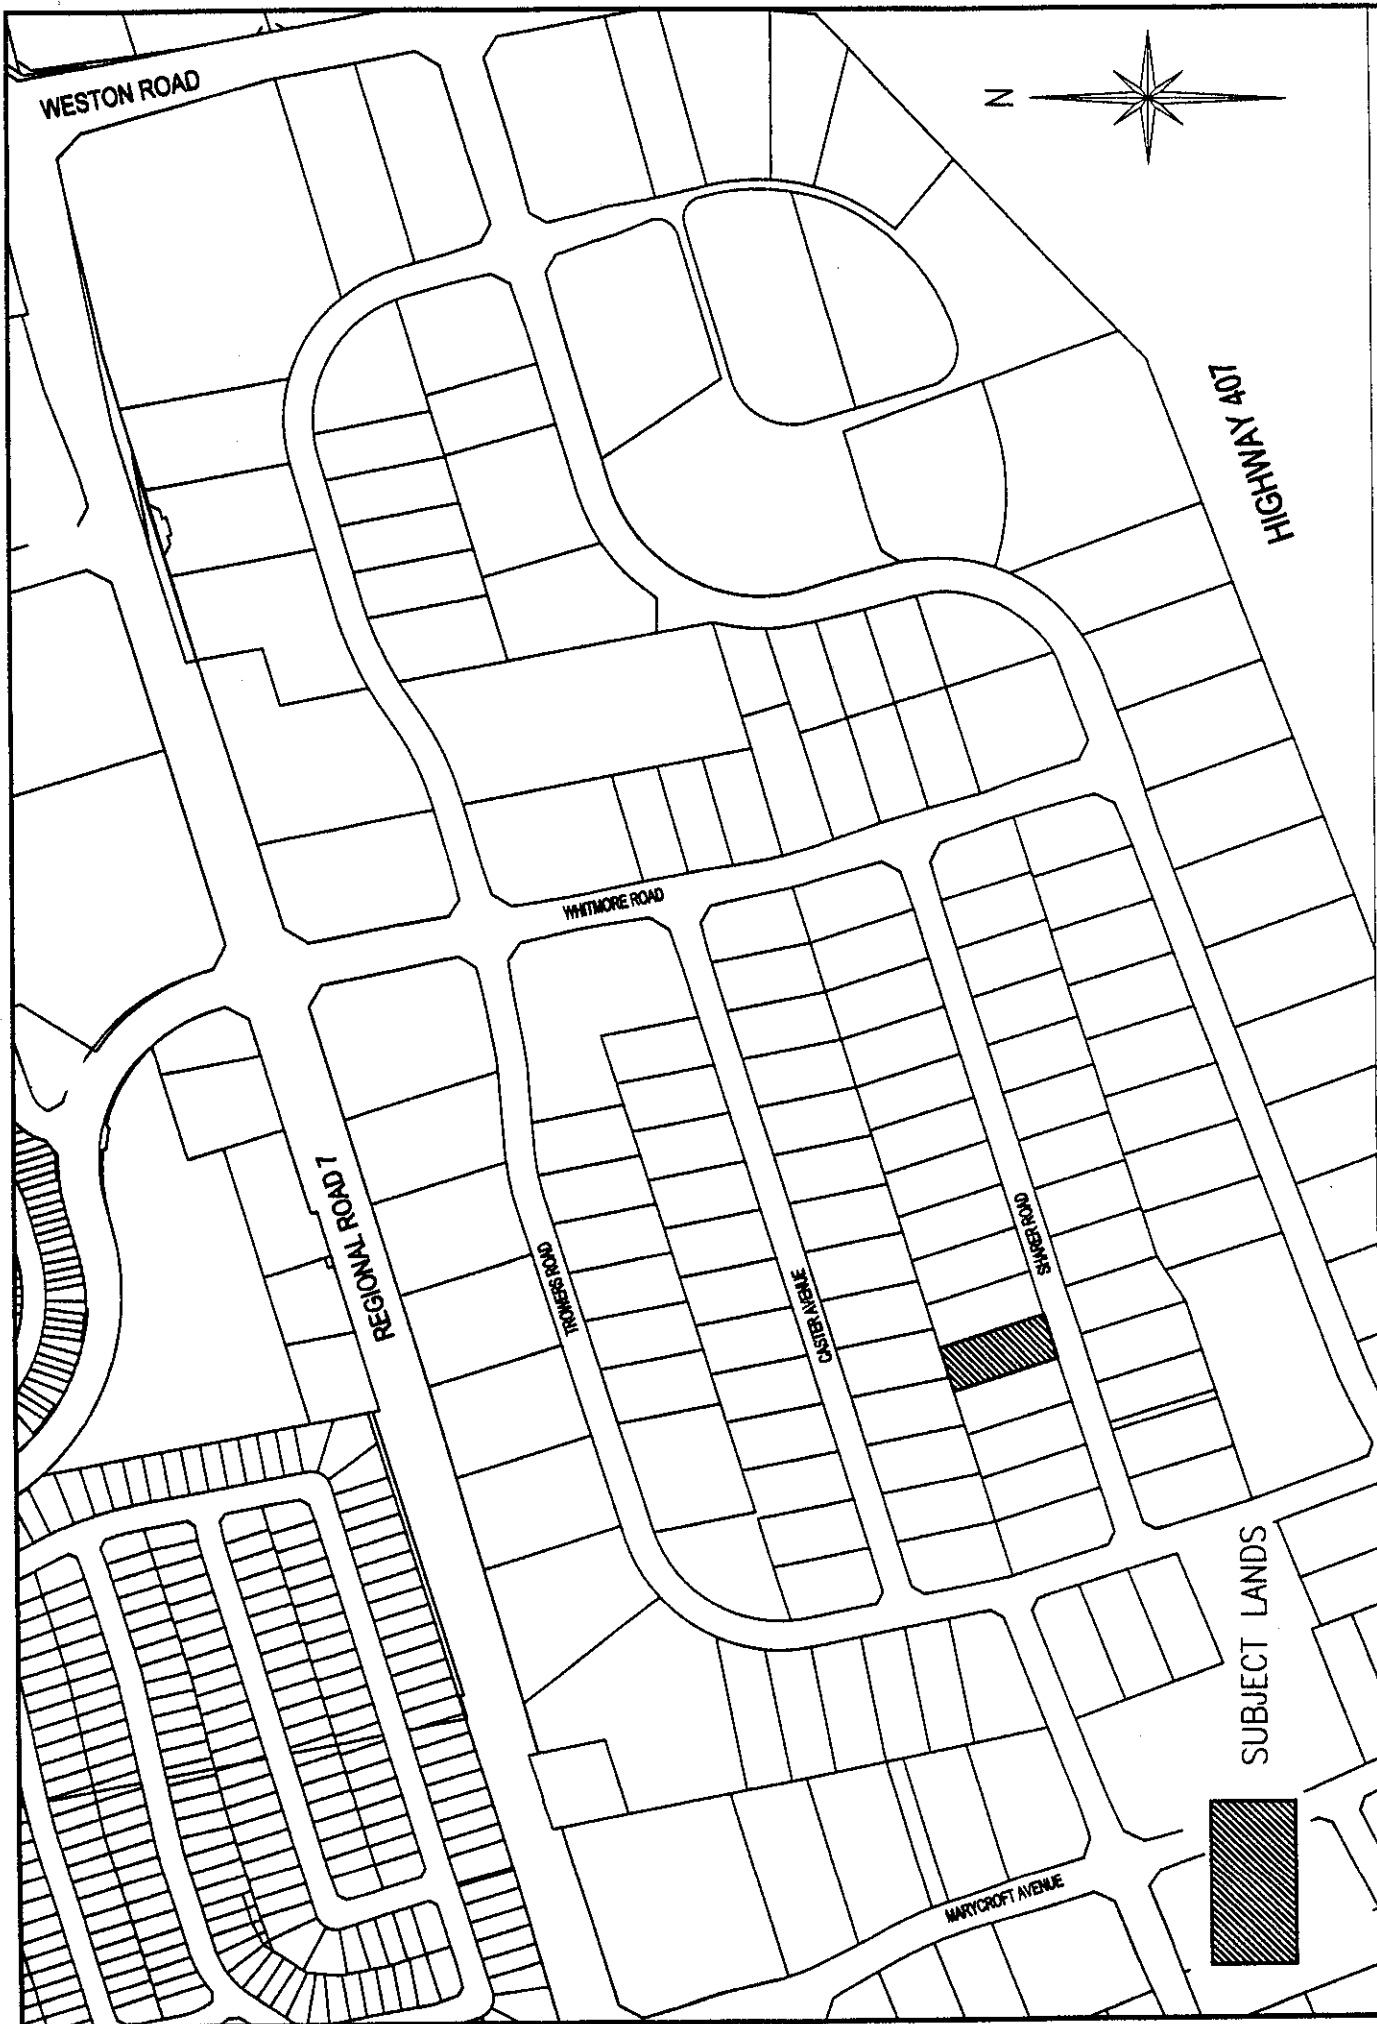 WESTON ROAD
N
HIGHWAY 407
WHITMORE ROAD
REGIONAL ROAD 7
TROWERS ROAD
CASTER AVENUE
SHARER ROAD
MARYCROFT AVENUE
SUBJECT LANDS